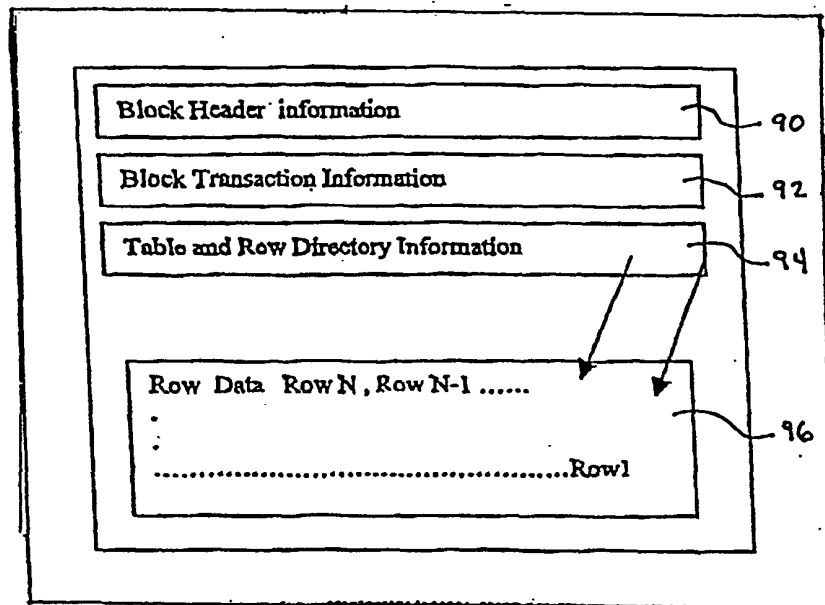 Block Header information
90
Block Transaction Information
92
Table and Row Directory Information
94
Row Data Row N, Row N-1 ......
.
.
.
............................................Row1
96